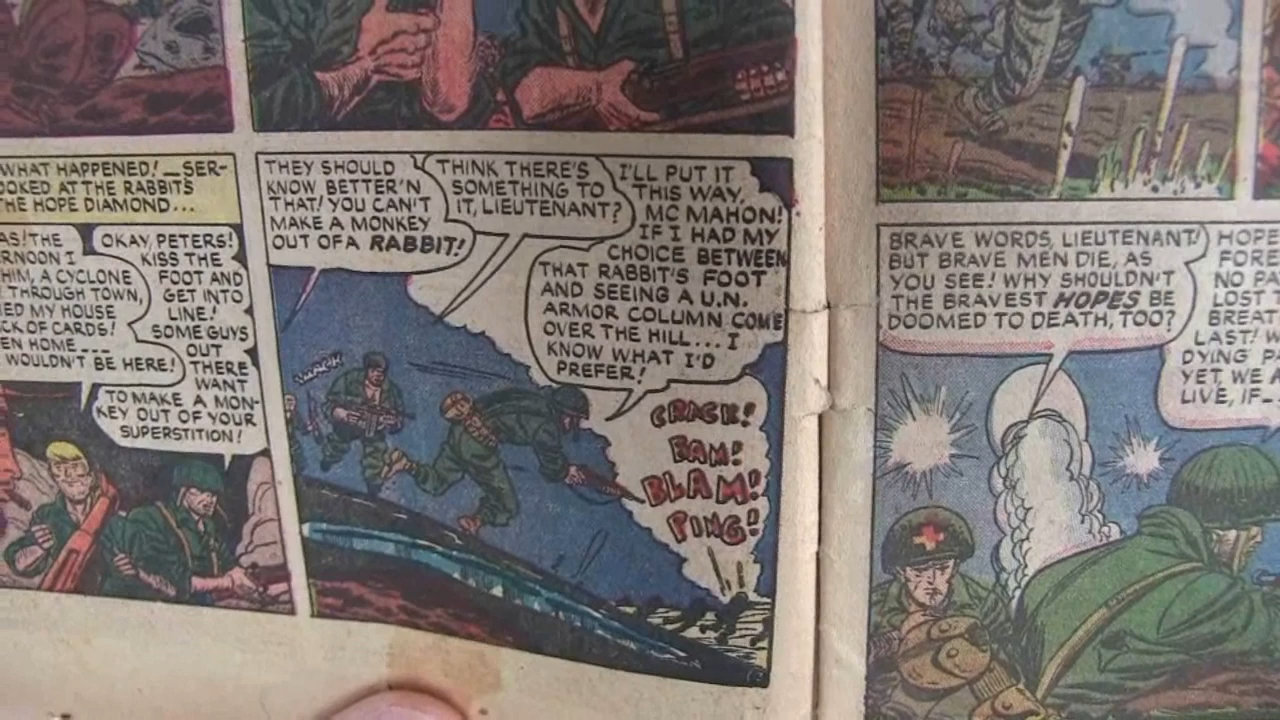 WHAT HAPPENED! __SER-
OOKED AT THE RABBIT'S
THE HOPE DIAMOND...
AS! THE
RNOON I
HIM, A CYCLONE
THROUGH TOWN,
ED MY HOUSE
CK OF CARDS!
EN HOME___
WOULDN'T BE HERE!
OKAY, PETERS!
KISS THE
FOOT AND
GET INTO
LINE!
SOME GUYS
OUT
THERE
WANT
TO MAKE A MON-
KEY OUT OF YOUR
SUPERSTITION!
THEY SHOULD
KNOW BETTER'N
THAT! YOU CAN'T
MAKE A MONKEY
OUT OF A RABBIT!
THINK THERE'S
SOMETHING TO
IT, LIEUTENANT?
I'LL PUT IT
THIS WAY,
MC MAHON!
IF I HAD MY
CHOICE BETWEEN
THAT RABBIT'S FOOT
AND SEEING A U.N.
ARMOR COLUMN COME
OVER THE HILL... I
KNOW WHAT I'D
PREFER!
CRACK!
BAM!
BLAM!
PING!
BRAVE WORDS, LIEUTENANT!
BUT BRAVE MEN DIE, AS
YOU SEE! WHY SHOULDN'T
THE BRAVEST HOPES BE
DOOMED TO DEATH, TOO?
HOPE
FORE
NO PA
LOST
BREAT
LAST! W
DYING PA
YET, WE A
LIVE, IF_